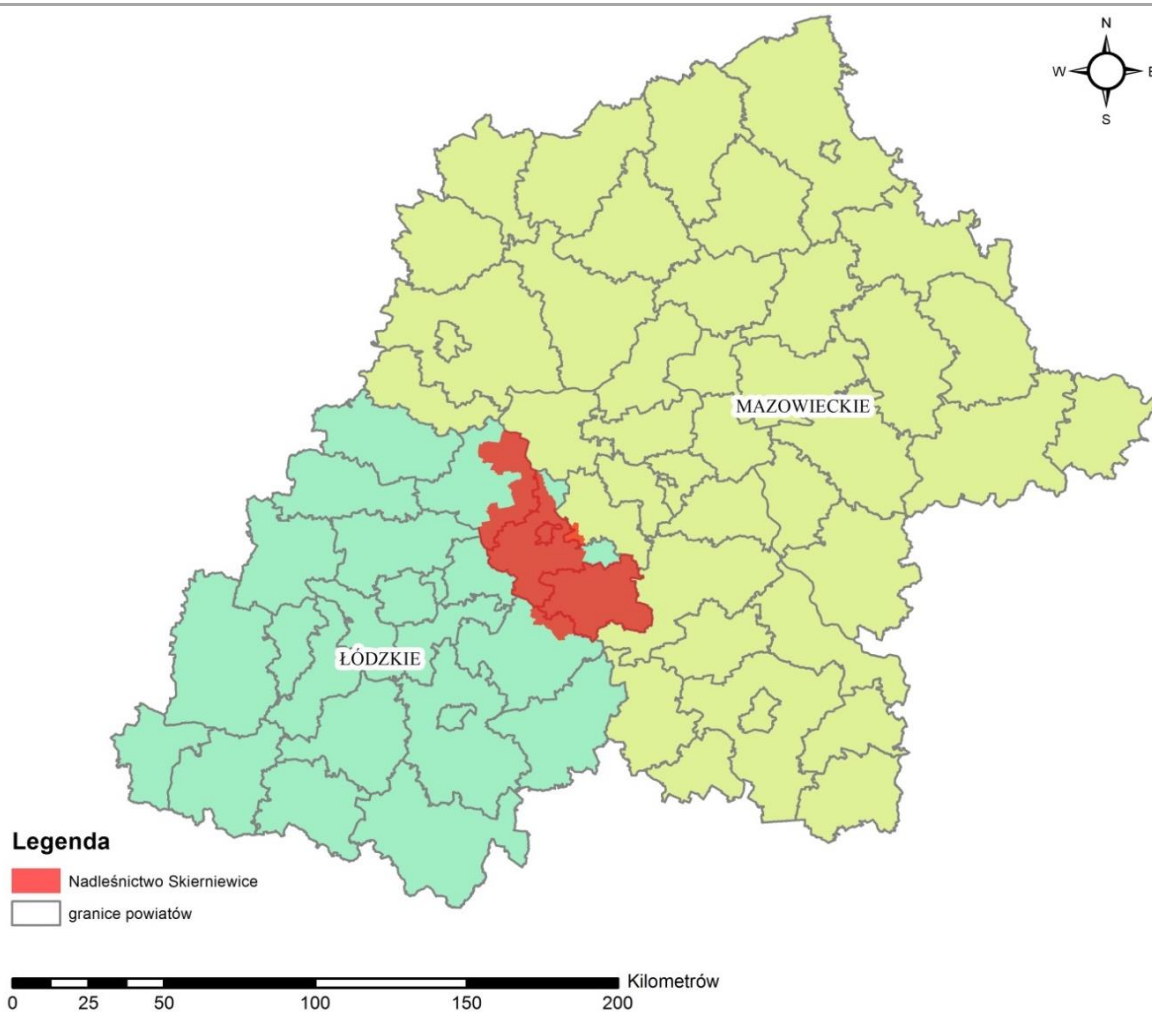 N
W E
S
MAZOWIECKIE
ŁÓDZKIE
Legenda
Nadleśnictwo Skierniewice
granice powiatów
Kilometrów
0 25 50 100 150 200